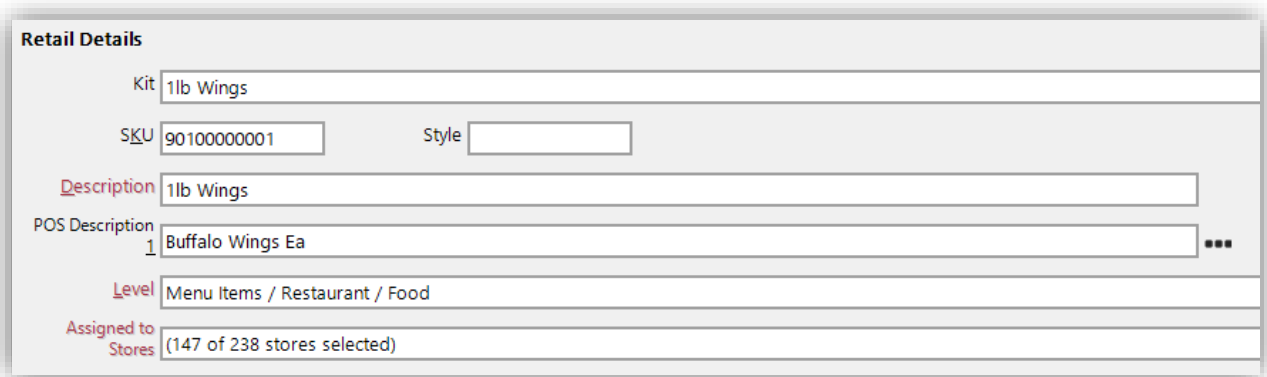 Retail Details
Kit 1lb Wings
SKU 90100000001 Style
Description 1lb Wings
POS Description
1 Buffalo Wings Ea
Level Menu Items / Restaurant / Food
Assigned to
Stores (147 of 238 stores selected)